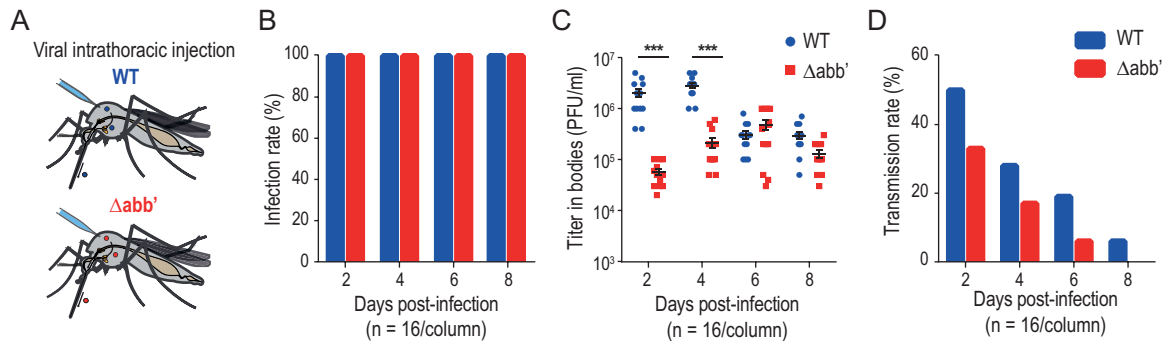 A
Viral intrathoracic injection
WT
Δabb'
B
Infection rate (%)
100
80
60
40
20
0
2 4 6 8
Days post-infection
(n = 16/column)
C
WT
Δabb'
*** ***
Titer in bodies (PFU/ml)
10⁷
10⁶
10⁵
10⁴
10³
2 4 6 8
Days post-infection
(n = 16/column)
D
WT
Δabb'
Transmission rate (%)
60
40
20
0
2 4 6 8
Days post-infection
(n = 16/column)